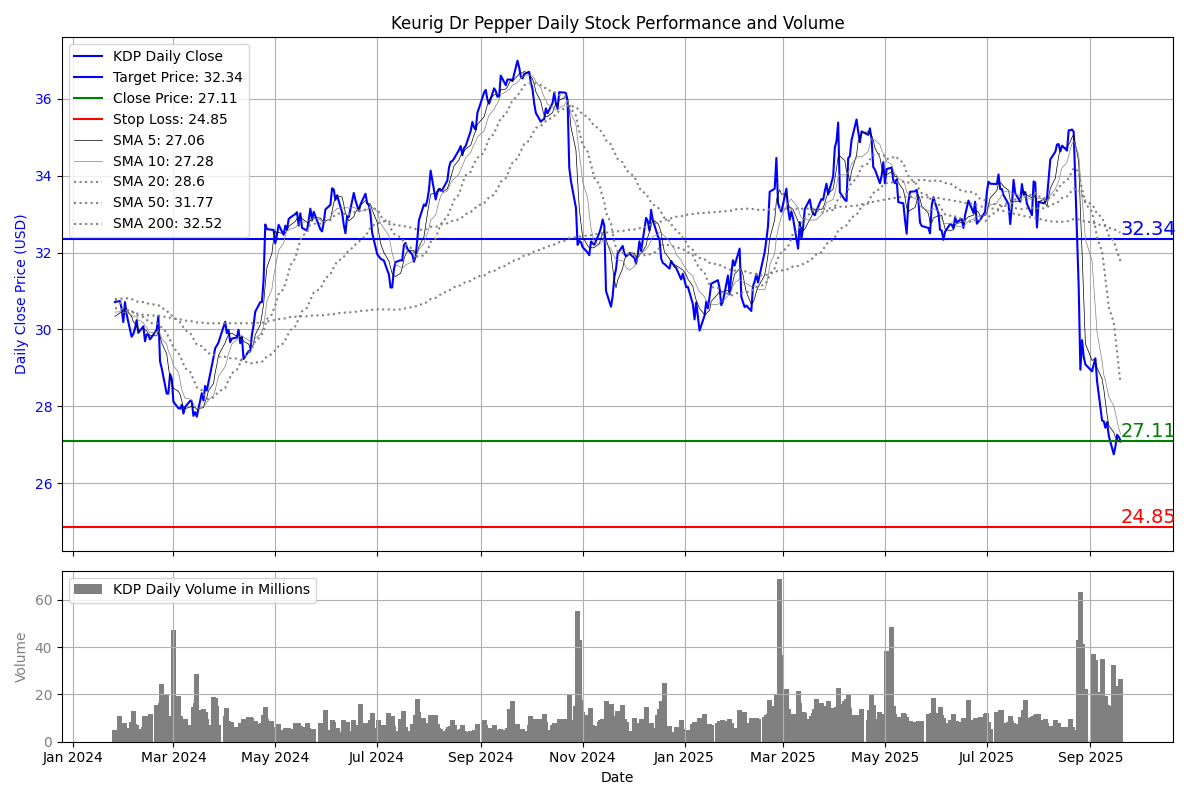 Keurig Dr Pepper Daily Stock Performance and Volume
KDP Daily Close
Target Price: 32.34
Close Price: 27.11
Stop Loss: 24.85
SMA 5: 27.06
SMA 10: 27.28
SMA 20: 28.6
SMA 50: 31.77
SMA 200: 32.52
Daily Close Price (USD)
36
34
32
30
28
26
32.34
27.11
24.85
KDP Daily Volume in Millions
Volume
60
40
20
0
Jan 2024 Mar 2024 May 2024 Jul 2024 Sep 2024 Nov 2024 Jan 2025 Mar 2025 May 2025 Jul 2025 Sep 2025
Date